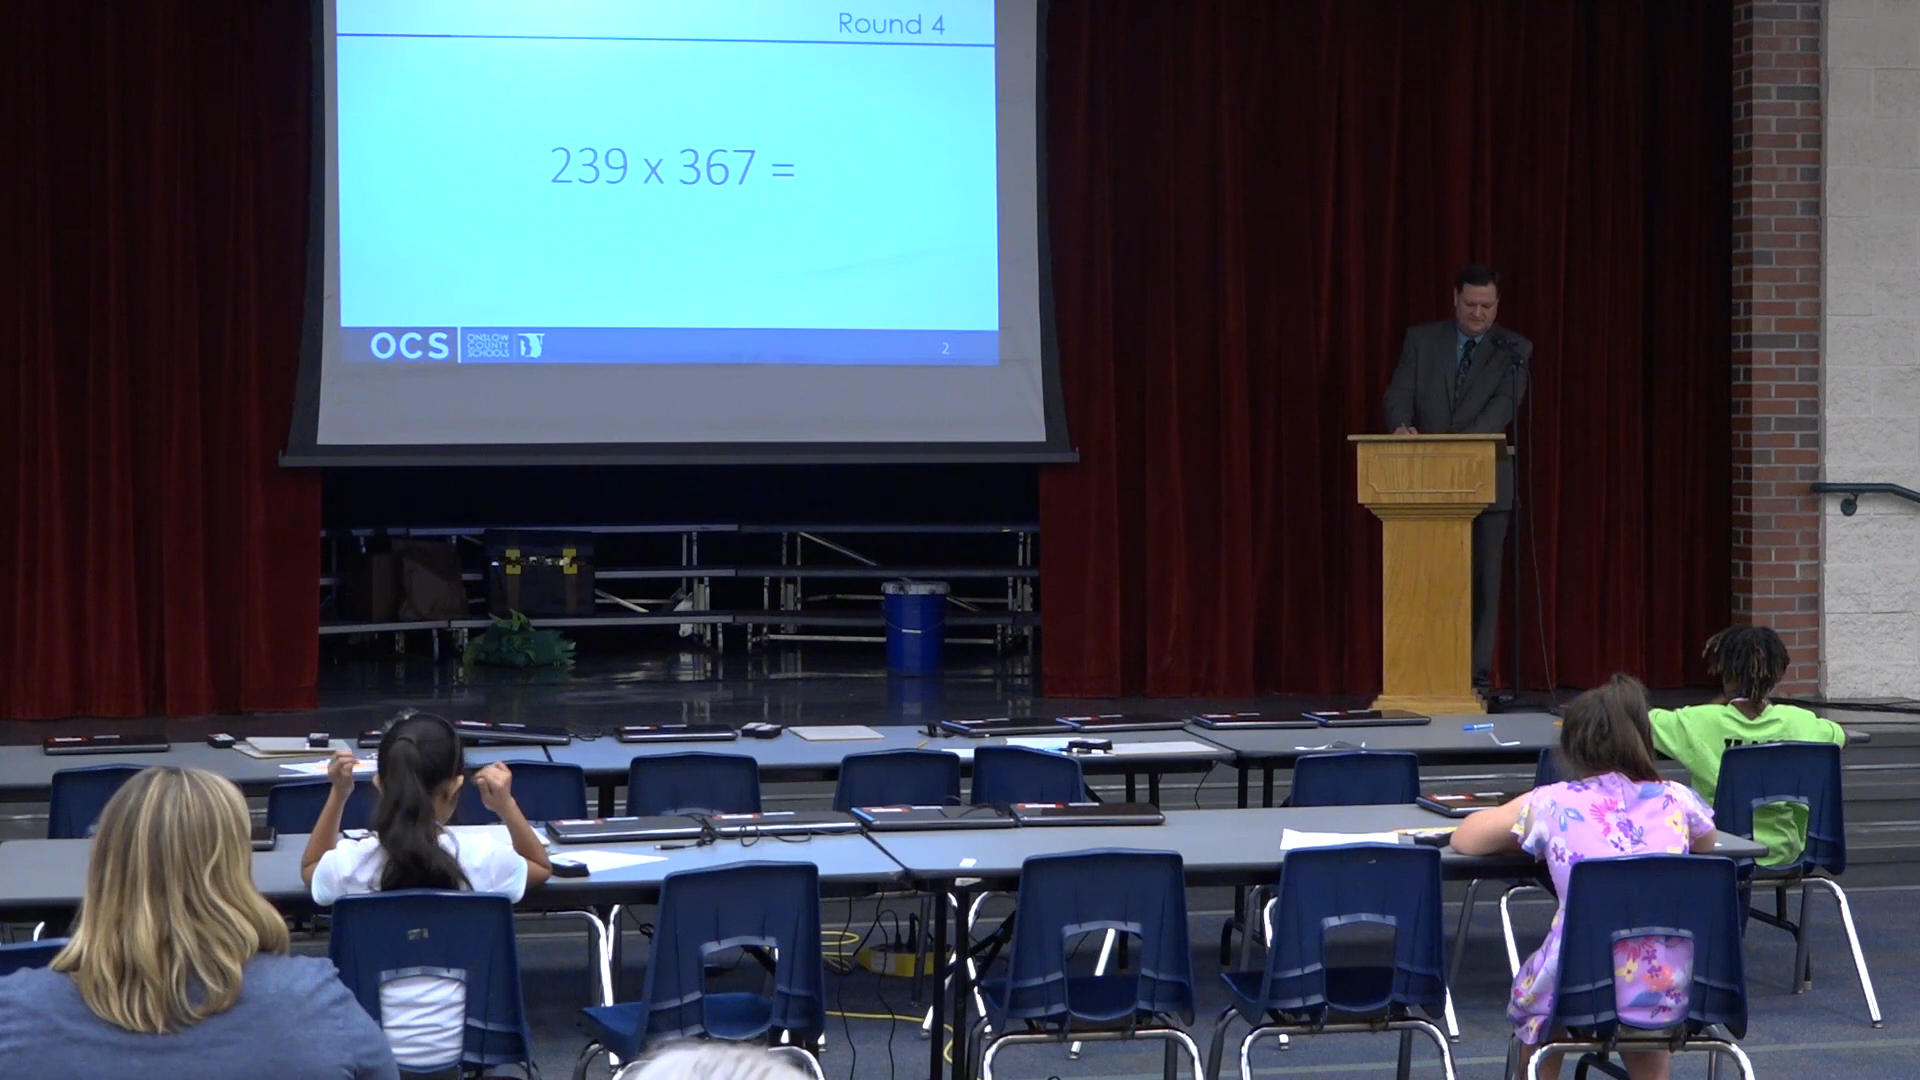 Round 4
239 x 367 =
OCS
ONSLOW
COUNTY
SCHOOLS
2